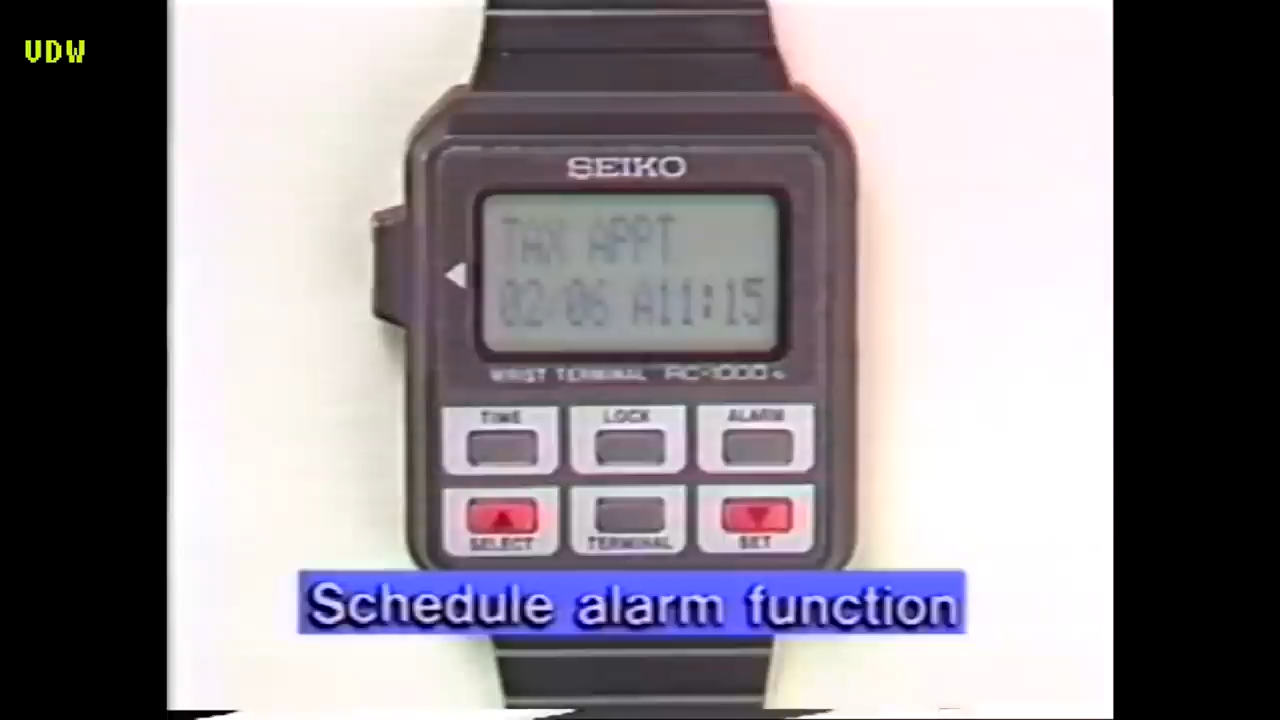 VDW
SEIKO
TAX APPT
02/06 A11:15
WRIST TERMINAL RC-1000
TIME LOCK ALARM
SELECT TERMINAL SET
Schedule alarm function